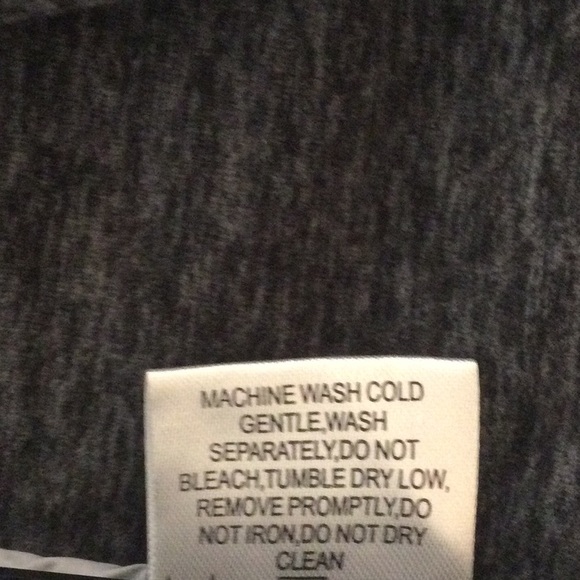 MACHINE WASH COLD
GENTLE,WASH
SEPARATELY,DO NOT
BLEACH,TUMBLE DRY LOW,
REMOVE PROMPTLY,DO
NOT IRON,DO NOT DRY
CLEAN